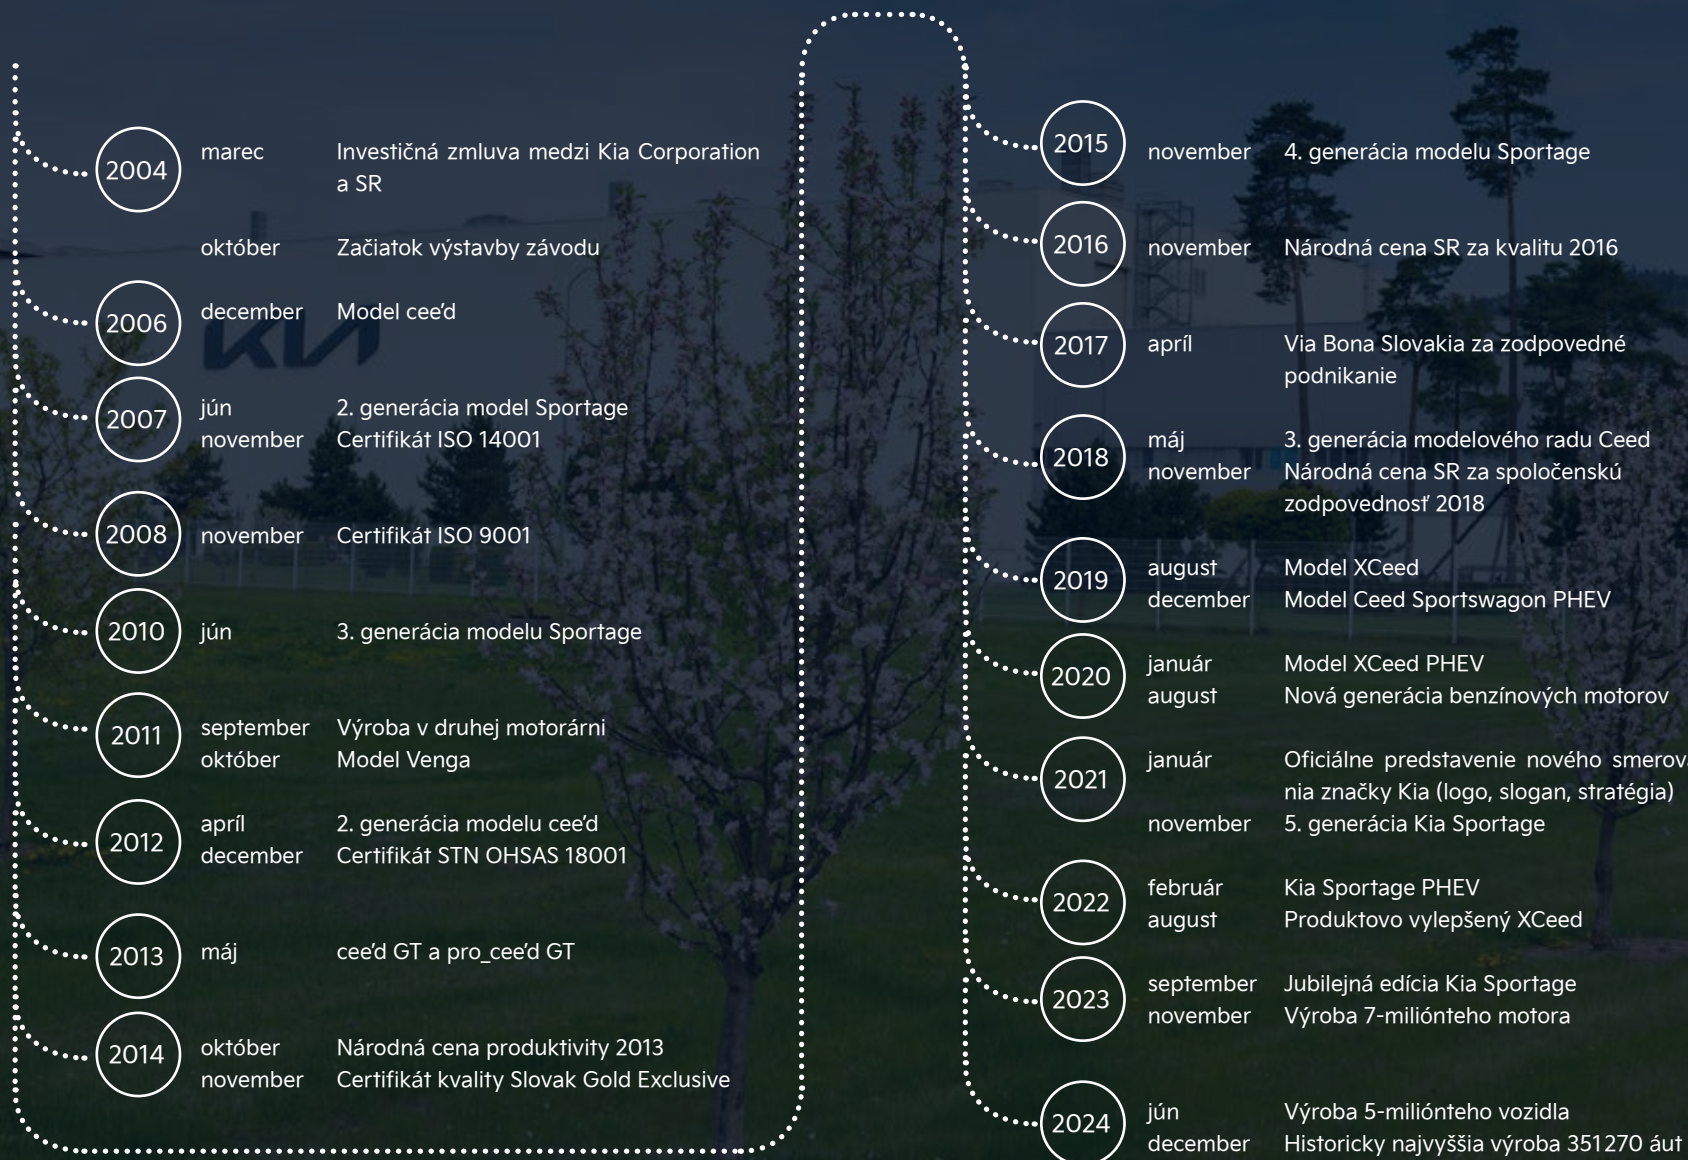 2004
marec Investičná zmluva medzi Kia Corporation
a SR
október Začiatok výstavby závodu
2006
december Model cee'd
KIA
2007
jún 2. generácia model Sportage
november Certifikát ISO 14001
2008
november Certifikát ISO 9001
2010
jún 3. generácia modelu Sportage
2011
september Výroba v druhej motorárni
október Model Venga
2012
apríl 2. generácia modelu cee'd
december Certifikát STN OHSAS 18001
2013
máj cee'd GT a pro_cee'd GT
2014
október Národná cena produktivity 2013
november Certifikát kvality Slovak Gold Exclusive
2015
november 4. generácia modelu Sportage
2016
november Národná cena SR za kvalitu 2016
2017
apríl Via Bona Slovakia za zodpovedné
podnikanie
2018
máj 3. generácia modelového radu Ceed
november Národná cena SR za spoločenskú
zodpovednosť 2018
2019
august Model XCeed
december Model Ceed Sportswagon PHEV
2020
január Model XCeed PHEV
august Nová generácia benzínových motorov
2021
január Oficiálne predstavenie nového smerova
nia značky Kia (logo, slogan, stratégia)
november 5. generácia Kia Sportage
2022
február Kia Sportage PHEV
august Produktovo vylepšený XCeed
2023
september Jubilejná edícia Kia Sportage
november Výroba 7-miliónteho motora
2024
jún Výroba 5-miliónteho vozidla
december Historicky najvyššia výroba 351270 áut